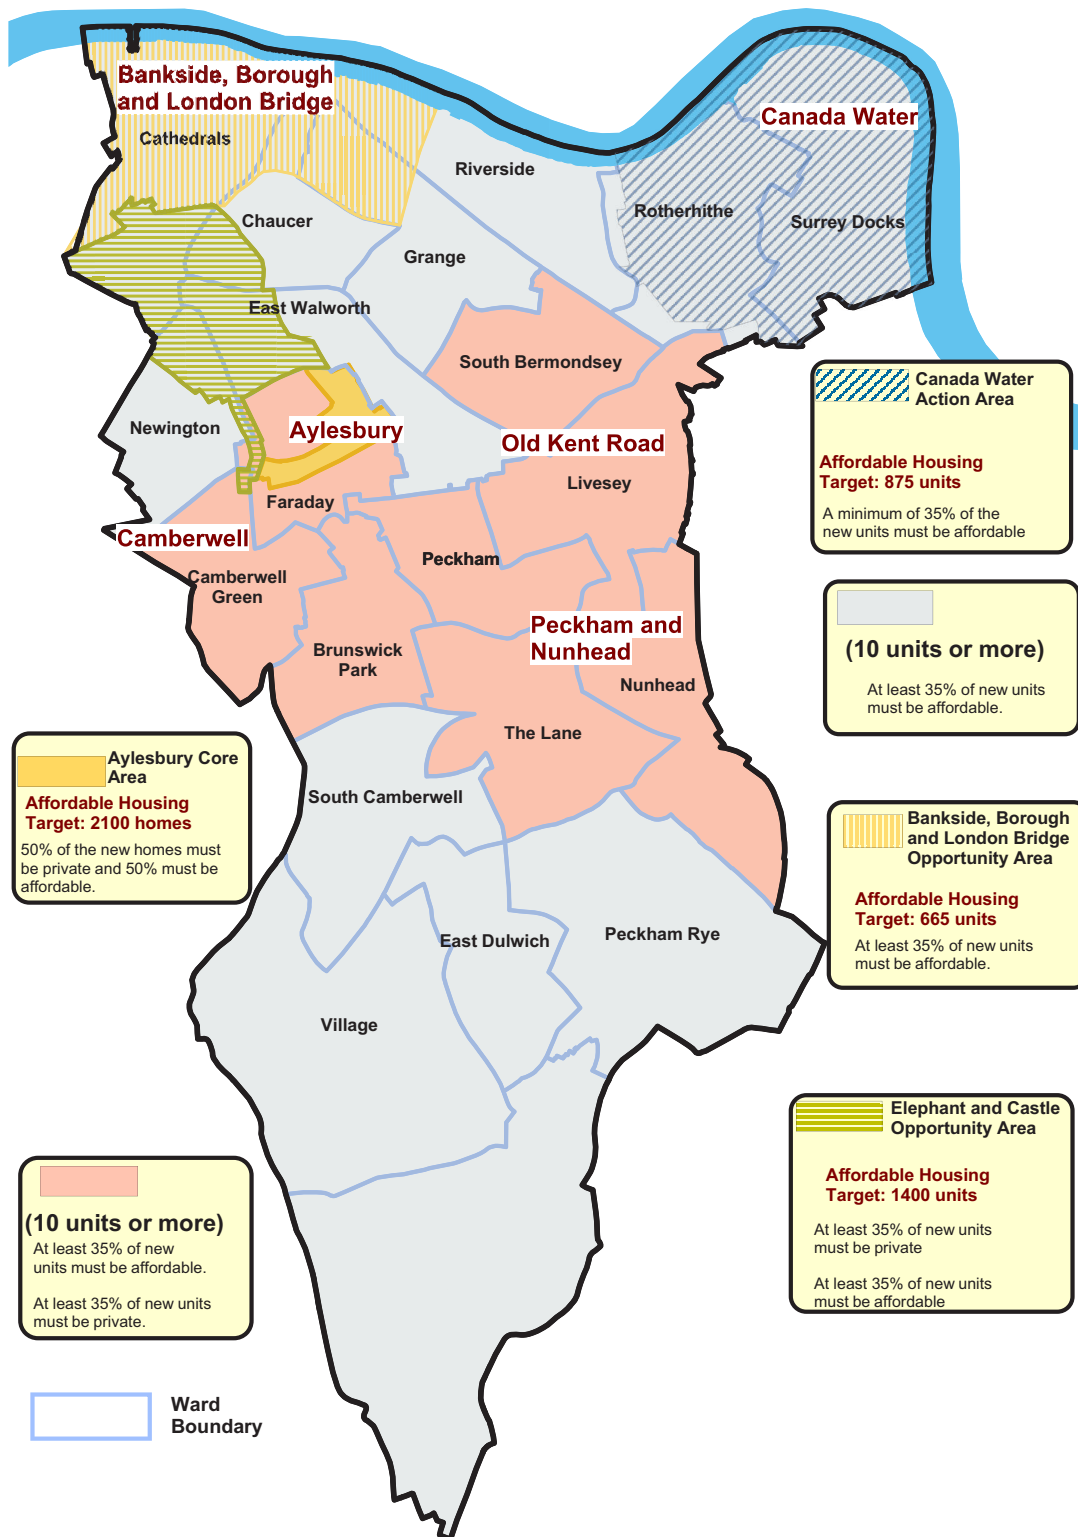 Bankside, Borough
and London Bridge
Cathedrals
Canada Water
Riverside
Rotherhithe
Surrey Docks
Chaucer
Grange
East Walworth
South Bermondsey
Newington
Aylesbury
Old Kent Road
Livesey
Faraday
Camberwell
Peckham
Camberwell
Green
Peckham and
Nunhead
Brunswick
Park
Nunhead
The Lane
South Camberwell
East Dulwich
Peckham Rye
Village
Canada Water
Action Area
Affordable Housing
Target: 875 units
A minimum of 35% of the
new units must be affordable
(10 units or more)
At least 35% of new units
must be affordable.
Aylesbury Core
Area
Affordable Housing
Target: 2100 homes
50% of the new homes must
be private and 50% must be
affordable.
Bankside, Borough
and London Bridge
Opportunity Area
Affordable Housing
Target: 665 units
At least 35% of new units
must be affordable.
Elephant and Castle
Opportunity Area
Affordable Housing
Target: 1400 units
At least 35% of new units
must be private
At least 35% of new units
must be affordable
(10 units or more)
At least 35% of new
units must be affordable.
At least 35% of new units
must be private.
Ward
Boundary